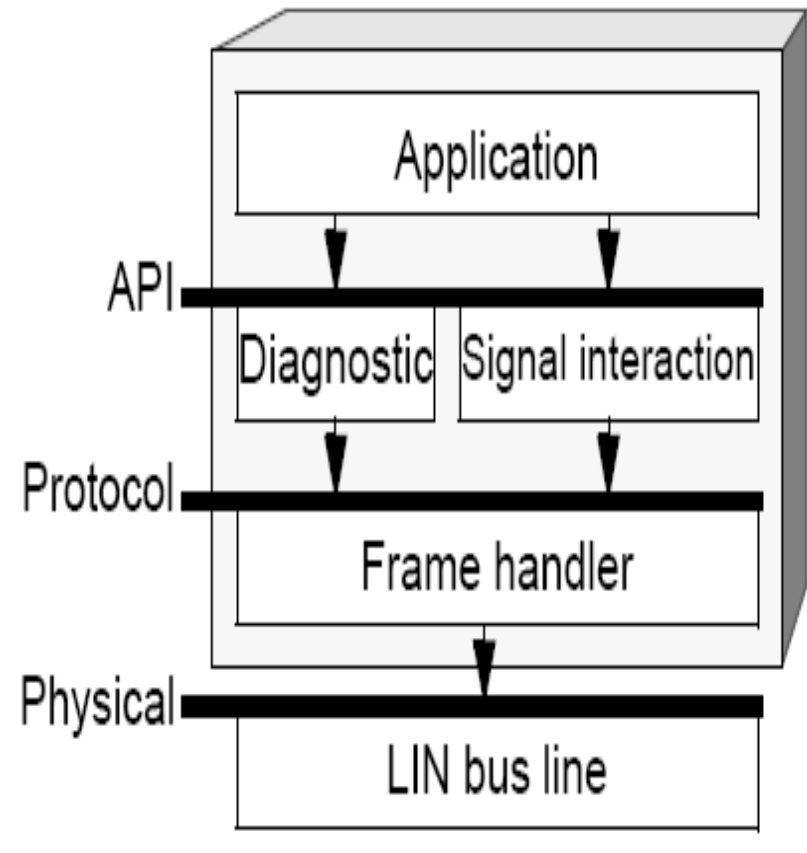 Application
API
Diagnostic
Signal interaction
Protocol
Frame handler
Physical
LIN bus line